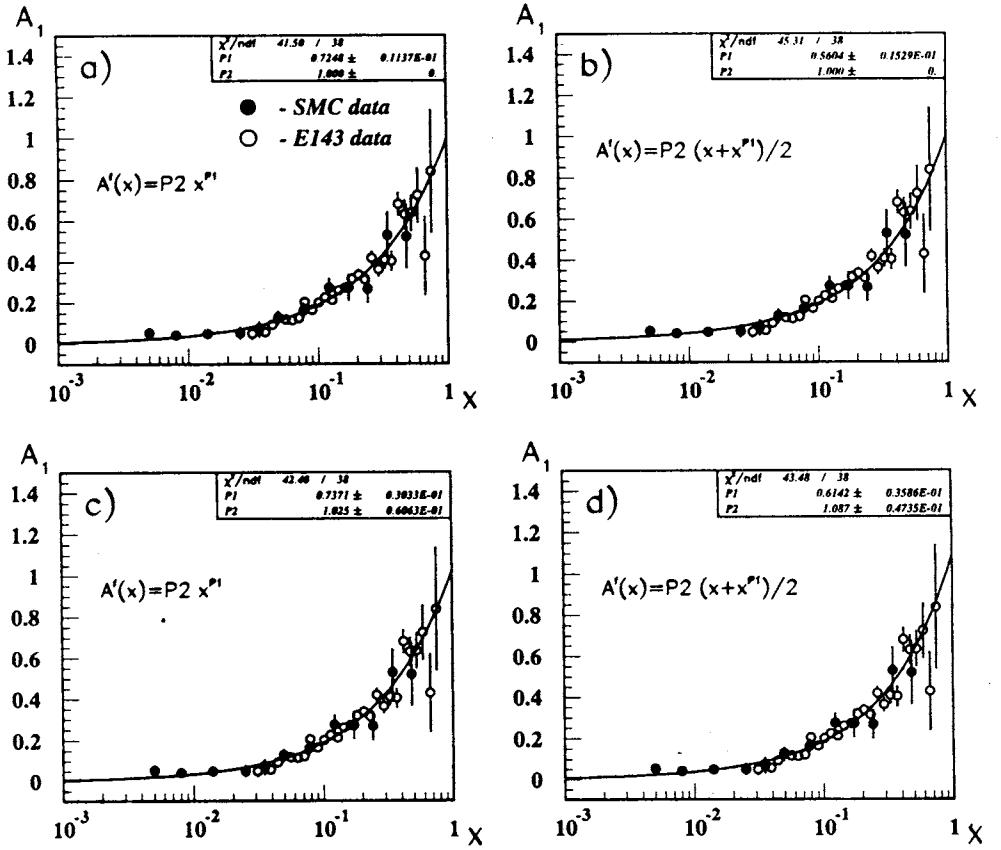 A₁
a)
χ²/ndf 41.50 / 38
P1 0.7248 ± 0.1137E-01
P2 1.000 ± 0.
● - SMC data
○ - E143 data
A'(x)=P2 x^P1
1.4
1.2
1
0.8
0.6
0.4
0.2
0
10⁻³ 10⁻² 10⁻¹ 1 X
A₁
b)
χ²/ndf 45.31 / 38
P1 0.5604 ± 0.1529E-01
P2 1.000 ± 0.
A'(x)=P2 (x+x^P1)/2
1.4
1.2
1
0.8
0.6
0.4
0.2
0
10⁻³ 10⁻² 10⁻¹ 1 X
A₁
c)
χ²/ndf 42.40 / 38
P1 0.7371 ± 0.3033E-01
P2 1.025 ± 0.6063E-01
A'(x)=P2 x^P1
1.4
1.2
1
0.8
0.6
0.4
0.2
0
10⁻³ 10⁻² 10⁻¹ 1 X
A₁
d)
χ²/ndf 43.48 / 38
P1 0.6142 ± 0.3586E-01
P2 1.087 ± 0.4735E-01
A'(x)=P2 (x+x^P1)/2
1.4
1.2
1
0.8
0.6
0.4
0.2
0
10⁻³ 10⁻² 10⁻¹ 1 X